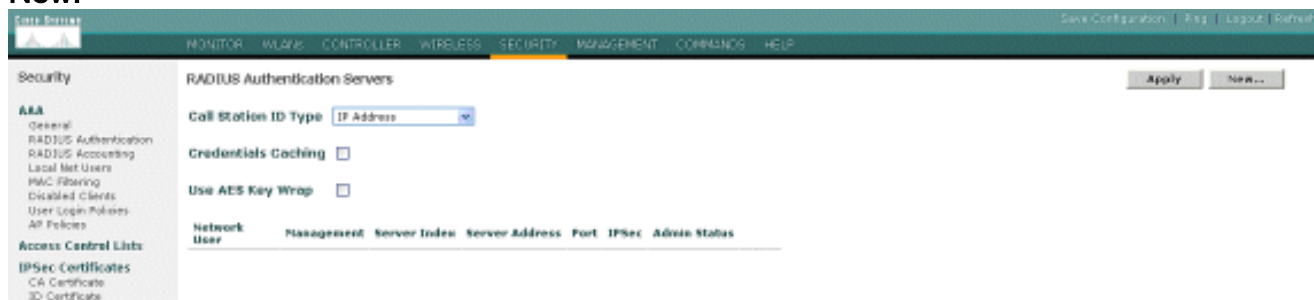 New.
CISCO SYSTEMS
Save Configuration | Ping | Logout | Refresh
MONITOR WLANs CONTROLLER WIRELESS SECURITY MANAGEMENT COMMANDS HELP
Security
AAA
General
RADIUS Authentication
RADIUS Accounting
Local Net Users
MAC Filtering
Disabled Clients
User Login Policies
AP Policies
Access Control Lists
IPSec Certificates
CA Certificate
ID Certificate
RADIUS Authentication Servers
Apply New...
Call Station ID Type IP Address
Credentials Caching
Use AES Key Wrap
Network User Management Server Index Server Address Port IPSec Admin Status